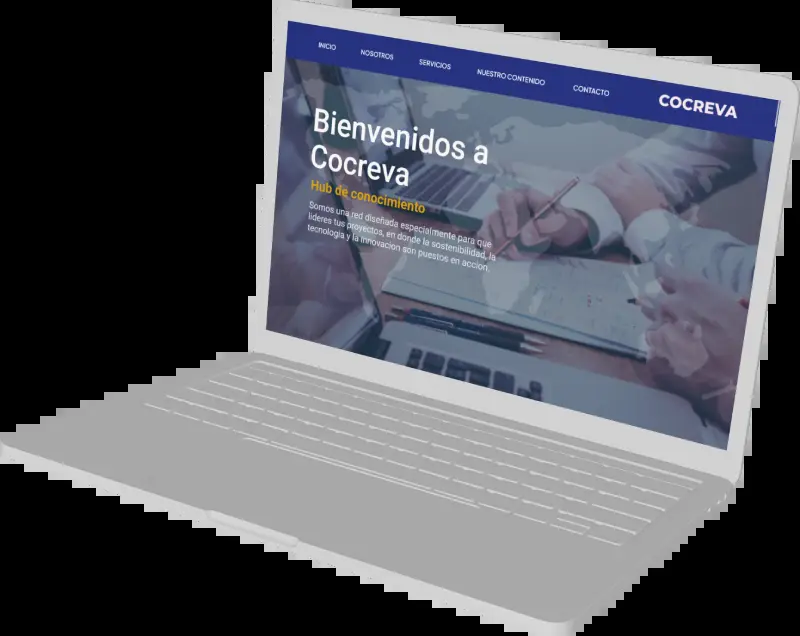 INICIO
NOSOTROS
SERVICIOS
NUESTRO CONTENIDO
CONTACTO
COCREVA
Bienvenidos a
Cocreva
Hub de conocimiento
Somos una red diseñada especialmente para que
lideres tus proyectos, en donde la sostenibilidad, la
tecnología y la innovacion son puestos en accion.